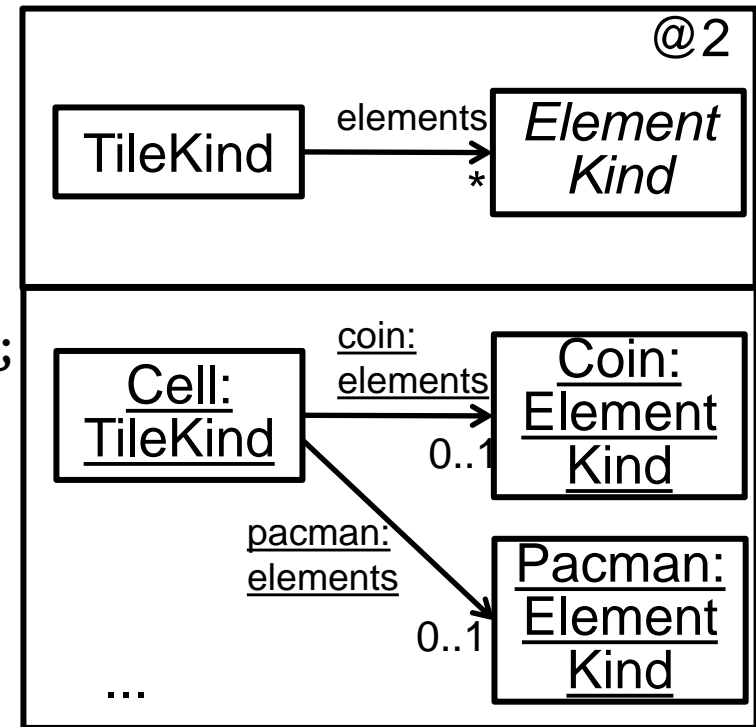 @2
TileKind
elements
*
Element
Kind
;
Cell:
TileKind
coin:
elements
0..1
Coin:
Element
Kind
pacman:
elements
0..1
Pacman:
Element
Kind
...